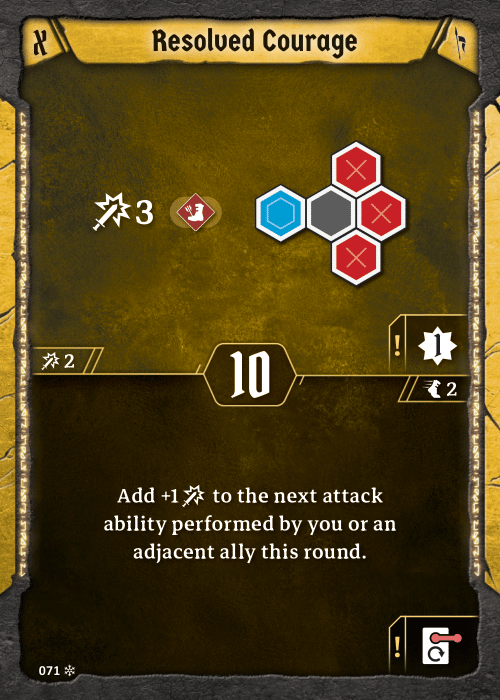 Resolved Courage
3
! 1
2
10
2
Add +1 to the next attack
ability performed by you or an
adjacent ally this round.
!
071